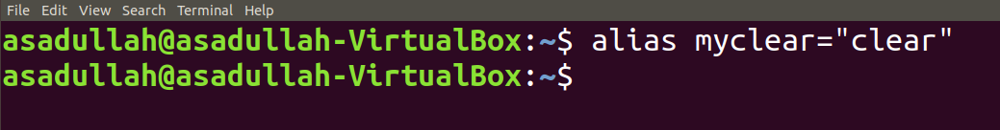 File Edit View Search Terminal Help
asadullah@asadullah-VirtualBox:~$ alias myclear="clear"
asadullah@asadullah-VirtualBox:~$